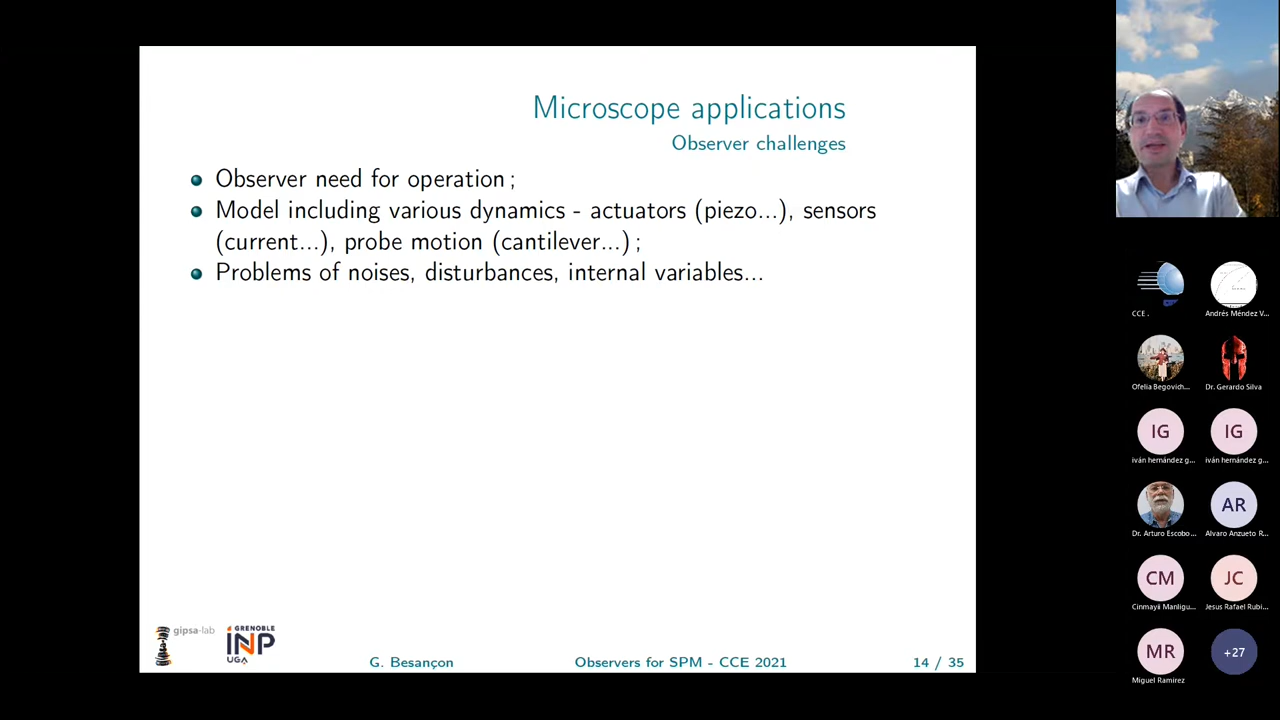 Microscope applications
Observer challenges
Observer need for operation ;
Model including various dynamics - actuators (piezo...), sensors
(current...), probe motion (cantilever...) ;
Problems of noises, disturbances, internal variables...
gipsa-lab
GRENOBLE
INP
UGA
G. Besançon
Observers for SPM - CCE 2021
14 / 35
CCE .
Andrés Méndez V...
Ofelia Begovich...
Dr. Gerardo Silva
IG
IG
iván hernández g...
iván hernández g...
Dr. Arturo Escobo...
AR
Alvaro Anzueto R...
CM
JC
Cinmayii Manligu...
Jesus Rafael Rubi...
MR
+27
Miguel Ramirez